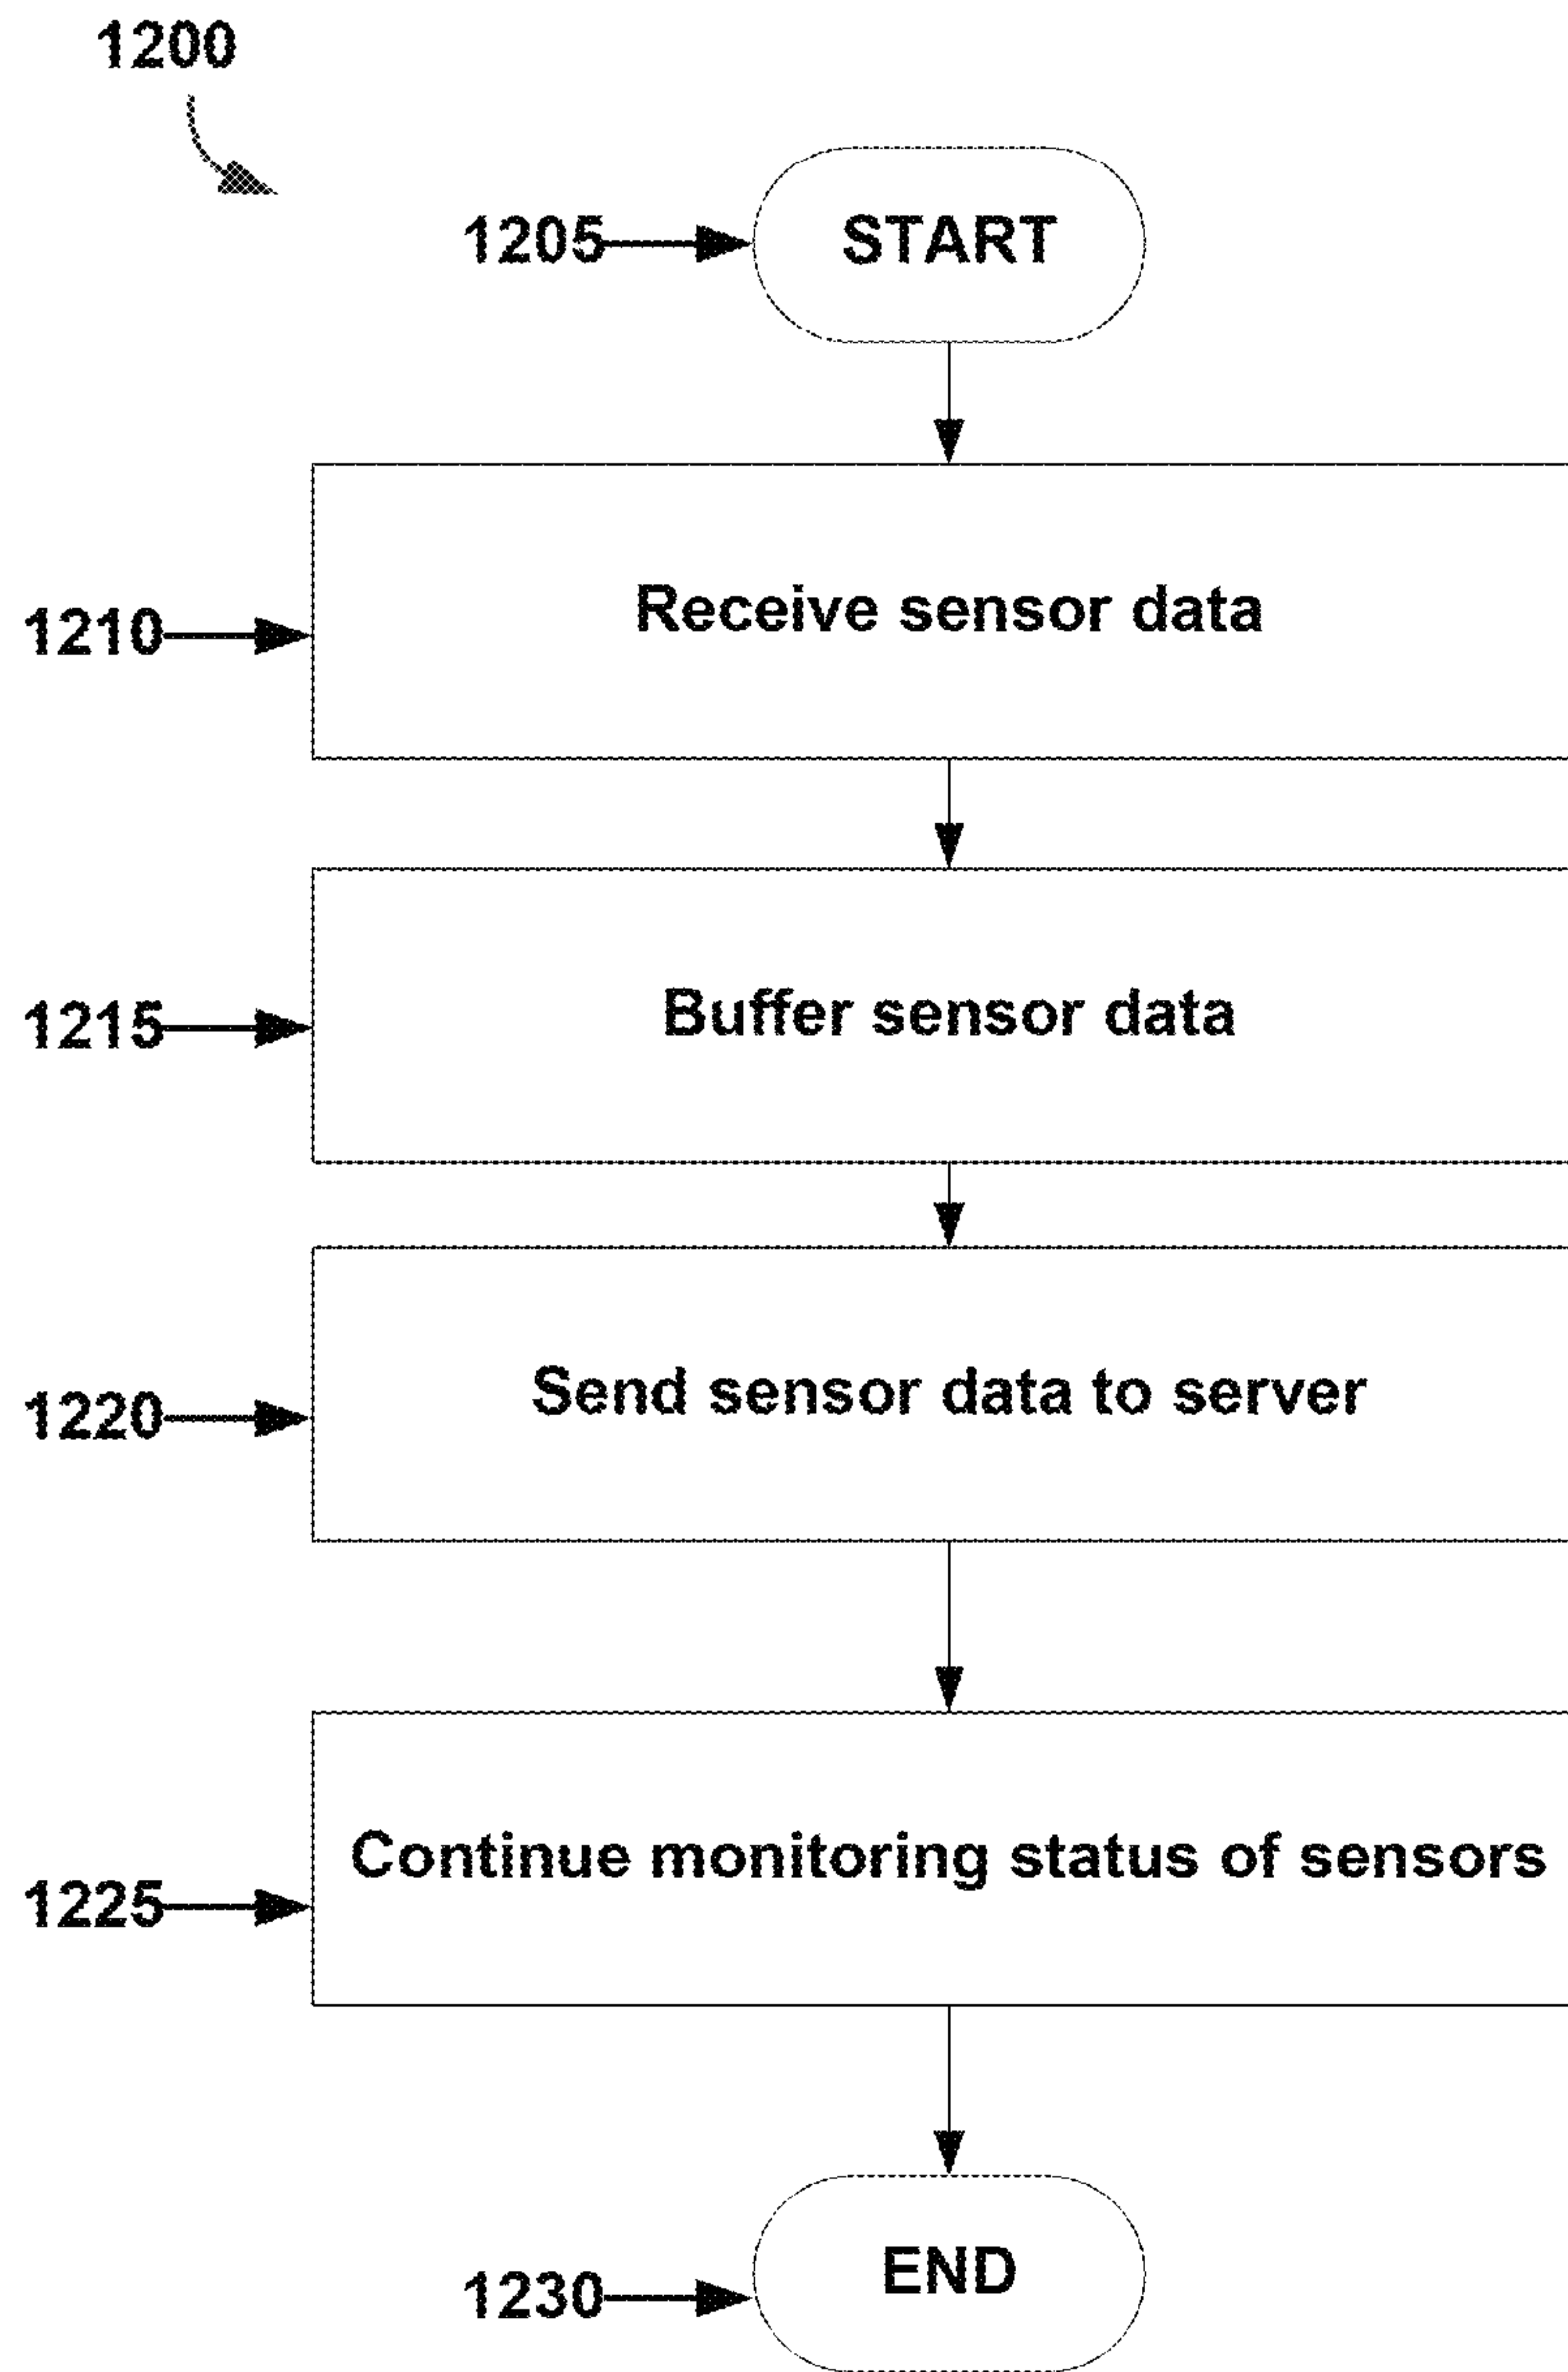 1200
1205 START
1210 Receive sensor data
1215 Buffer sensor data
1220 Send sensor data to server
1225 Continue monitoring status of sensors
1230 END